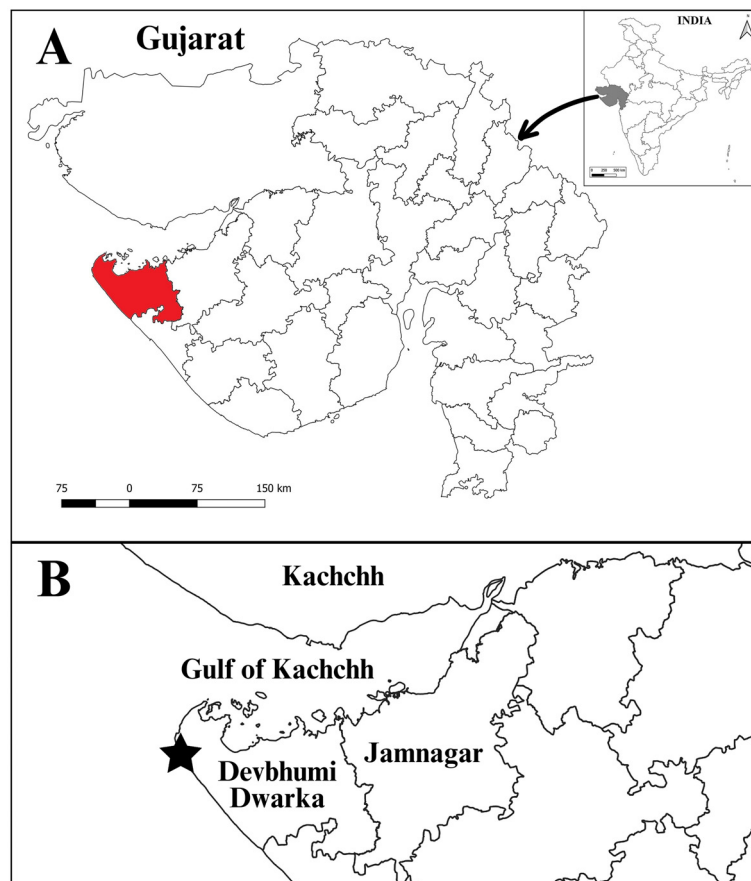 A
Gujarat
INDIA
75
0
75
150 km
B
Kachchh
Gulf of Kachchh
Jamnagar
Devbhumi
Dwarka